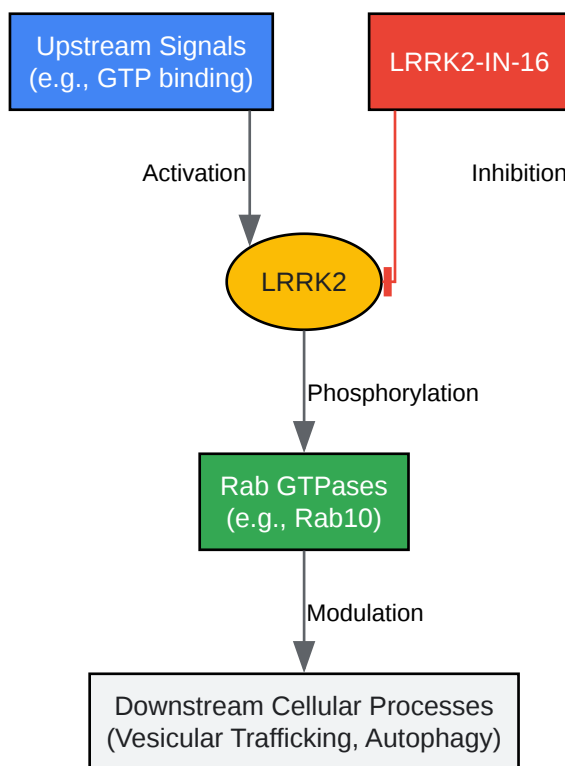 Upstream Signals
(e.g., GTP binding)
LRRK2-IN-16
Activation
Inhibition
LRRK2
Phosphorylation
Rab GTPases
(e.g., Rab10)
Modulation
Downstream Cellular Processes
(Vesicular Trafficking, Autophagy)